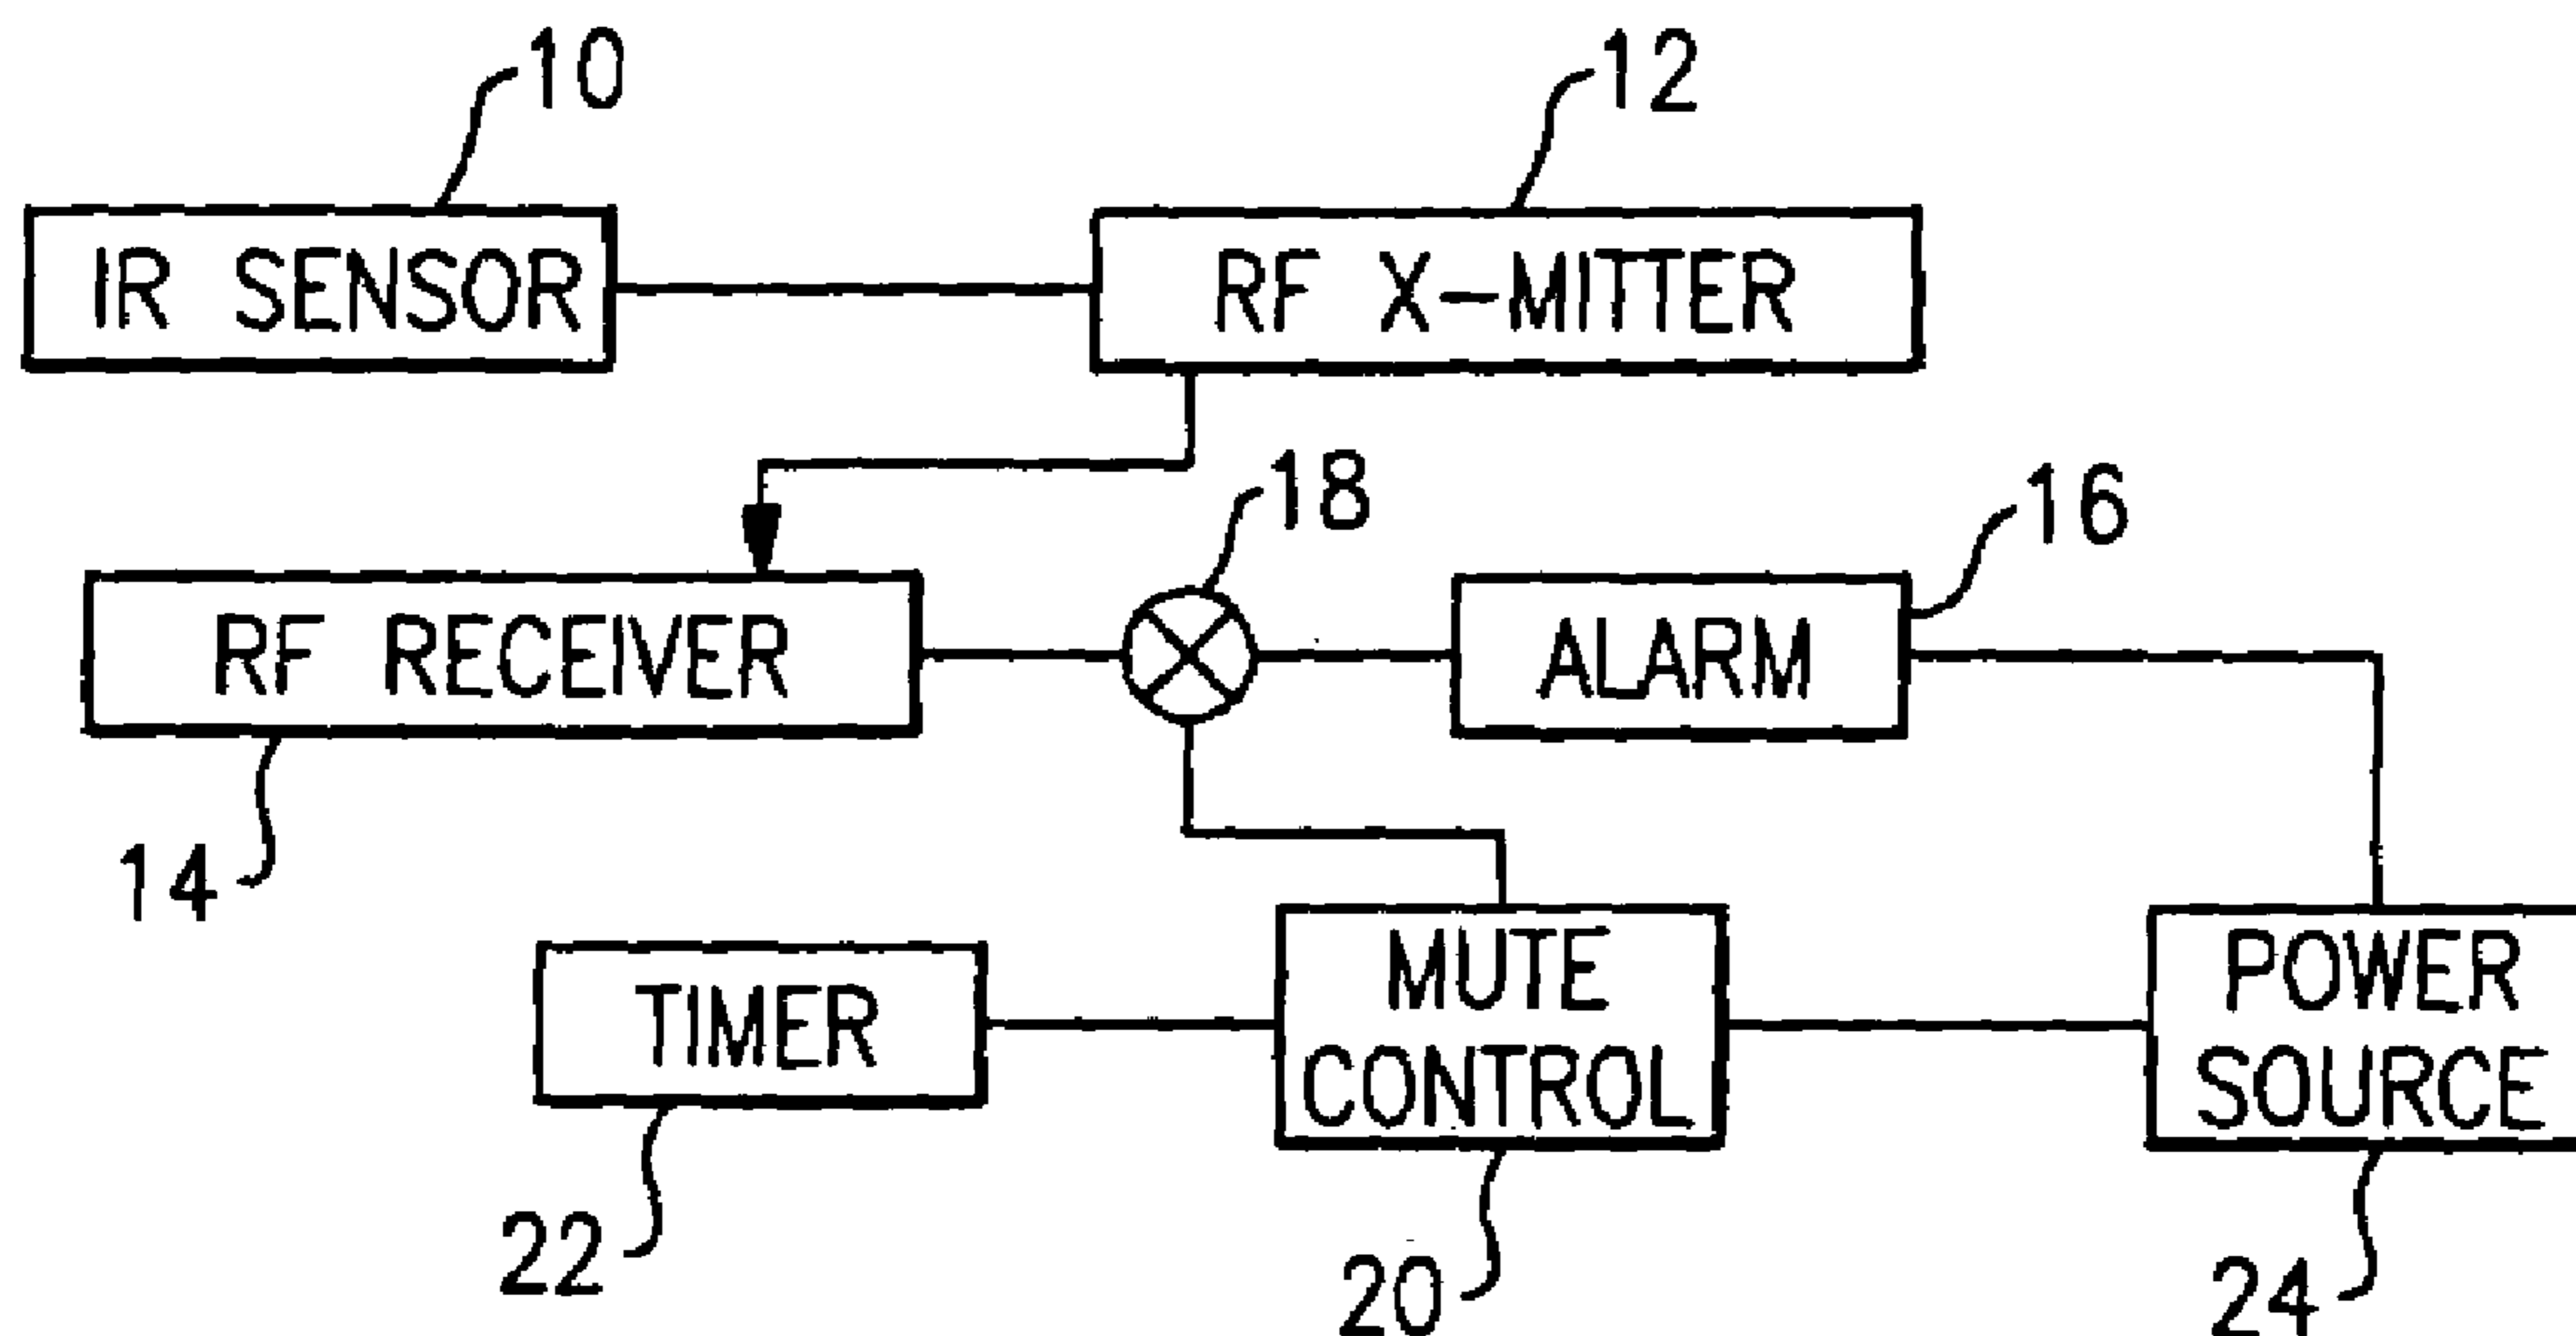 10
12
IR SENSOR
RF X-MITTER
18
16
RF RECEIVER
ALARM
14
TIMER
MUTE
CONTROL
POWER
SOURCE
22
20
24